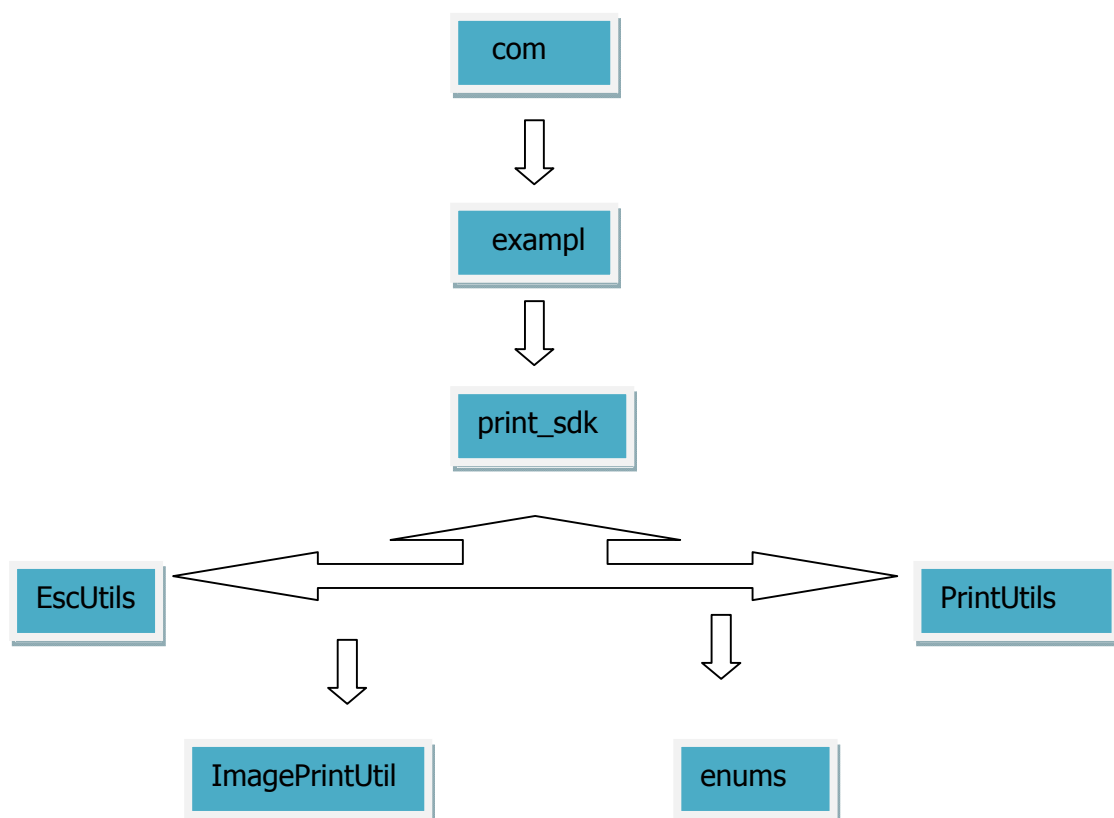 com
exampl
print_sdk
EscUtils
PrintUtils
ImagePrintUtil
enums